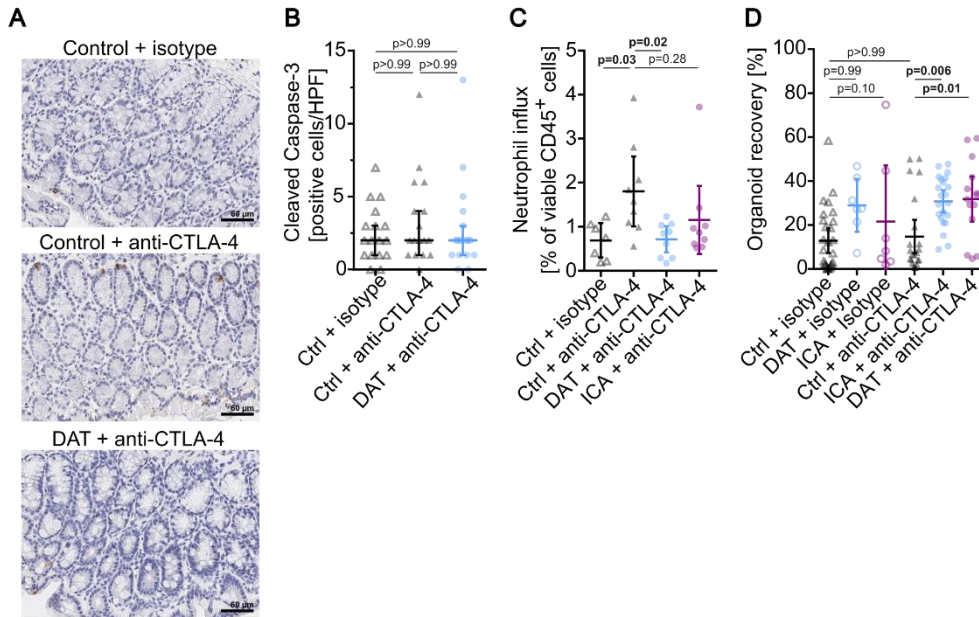 A
Control + isotype
60 µm
Control + anti-CTLA-4
60 µm
DAT + anti-CTLA-4
60 µm
B
Cleaved Caspase-3
[positive cells/HPF]
15
10
5
0
p>0.99
p>0.99
p>0.99
Ctrl + isotype
Ctrl + anti-CTLA-4
DAT + anti-CTLA-4
C
Neutrophil influx
[% of viable CD45+ cells]
5
4
3
2
1
0
p=0.02
p=0.03
p=0.28
Ctrl + isotype
Ctrl + anti-CTLA-4
DAT + anti-CTLA-4
ICA + anti-CTLA-4
D
Organoid recovery [%]
100
80
60
40
20
0
p>0.99
p=0.99
p=0.006
p=0.10
p=0.01
Ctrl + isotype
DAT + isotype
ICA + Isotype
Ctrl + anti-CTLA-4
ICA + anti-CTLA-4
DAT + anti-CTLA-4